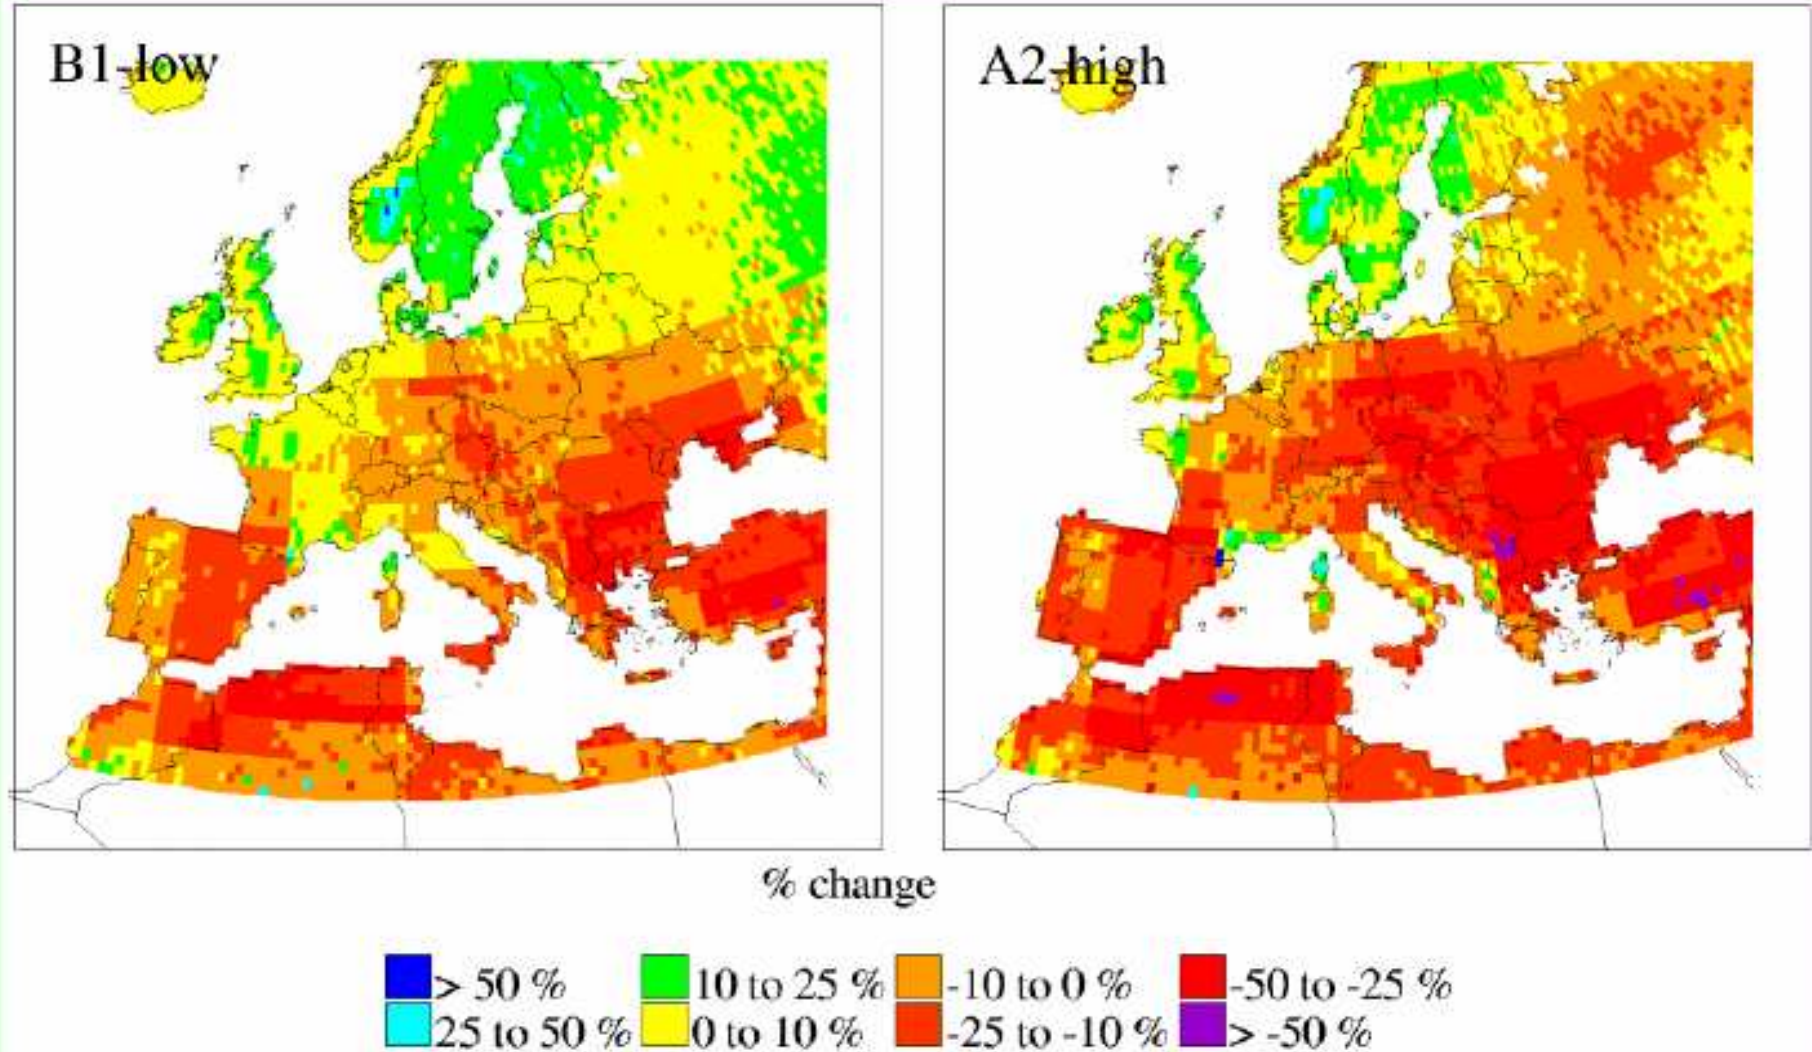 B1-low
A2-high
% change
> 50 % 10 to 25 % -10 to 0 % -50 to -25 %
25 to 50 % 0 to 10 % -25 to -10 % > -50 %